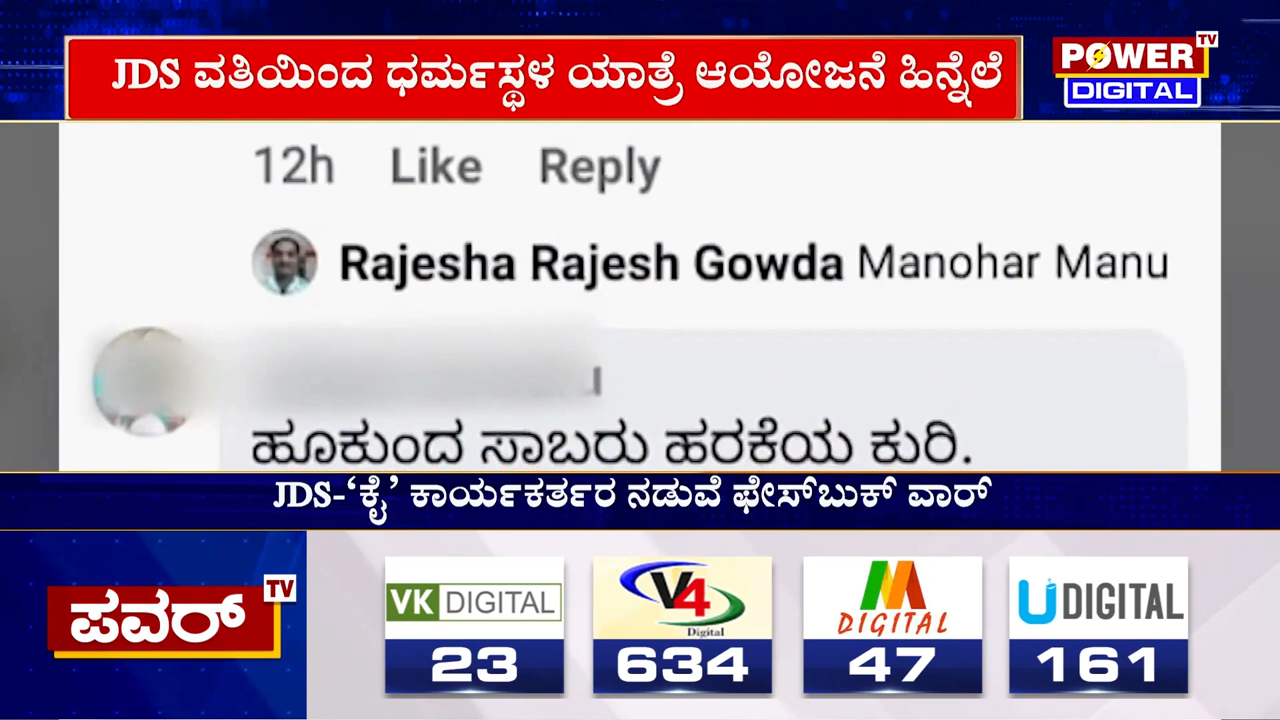 JDS ವತಿಯಿಂದ ಧರ್ಮಸ್ಥಳ ಯಾತ್ರೆ ಆಯೋಜನೆ ಹಿನ್ನೆಲೆ
POWER TV
DIGITAL
12h Like Reply
Rajesha Rajesh Gowda Manohar Manu
ಹೂಕುಂದ ಸಾಬರು ಹರಕೆಯ ಕುರಿ.
JDS-‘ಕೈ’ ಕಾರ್ಯಕರ್ತರ ನಡುವೆ ಫೇಸ್‌ಬುಕ್ ವಾರ್
ಪವರ್ TV
VK DIGITAL
23
V4 Digital
634
M DIGITAL
47
U DIGITAL
161